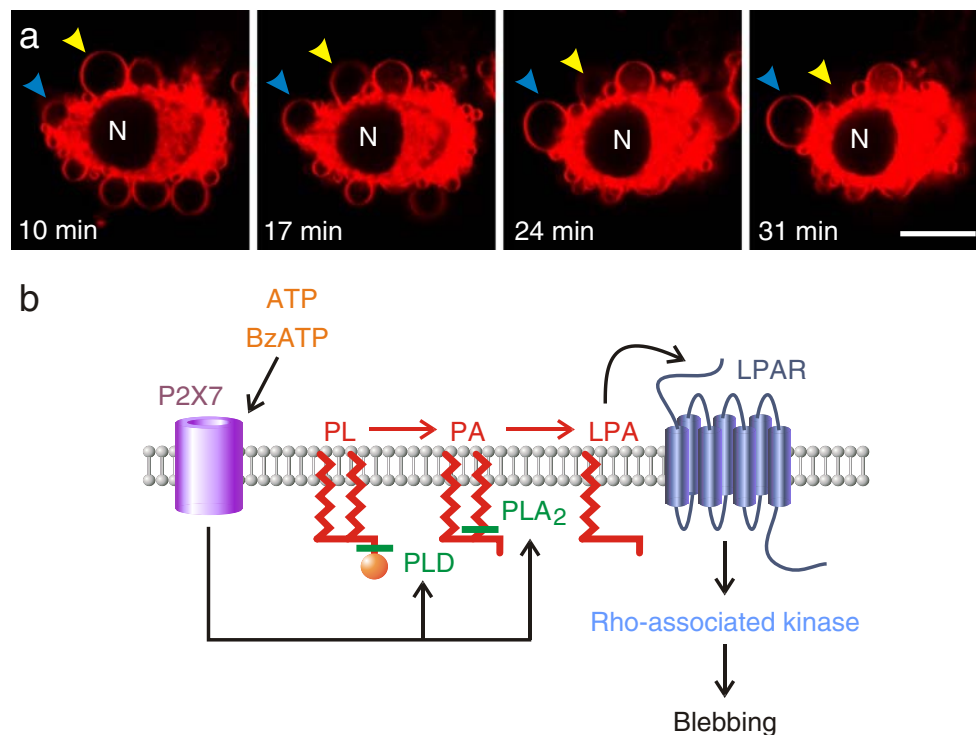 a
N
N
N
N
10 min
17 min
24 min
31 min
b
ATP
BzATP
P2X7
LPAR
PL
PA
LPA
PLA₂
PLD
Rho-associated kinase
Blebbing